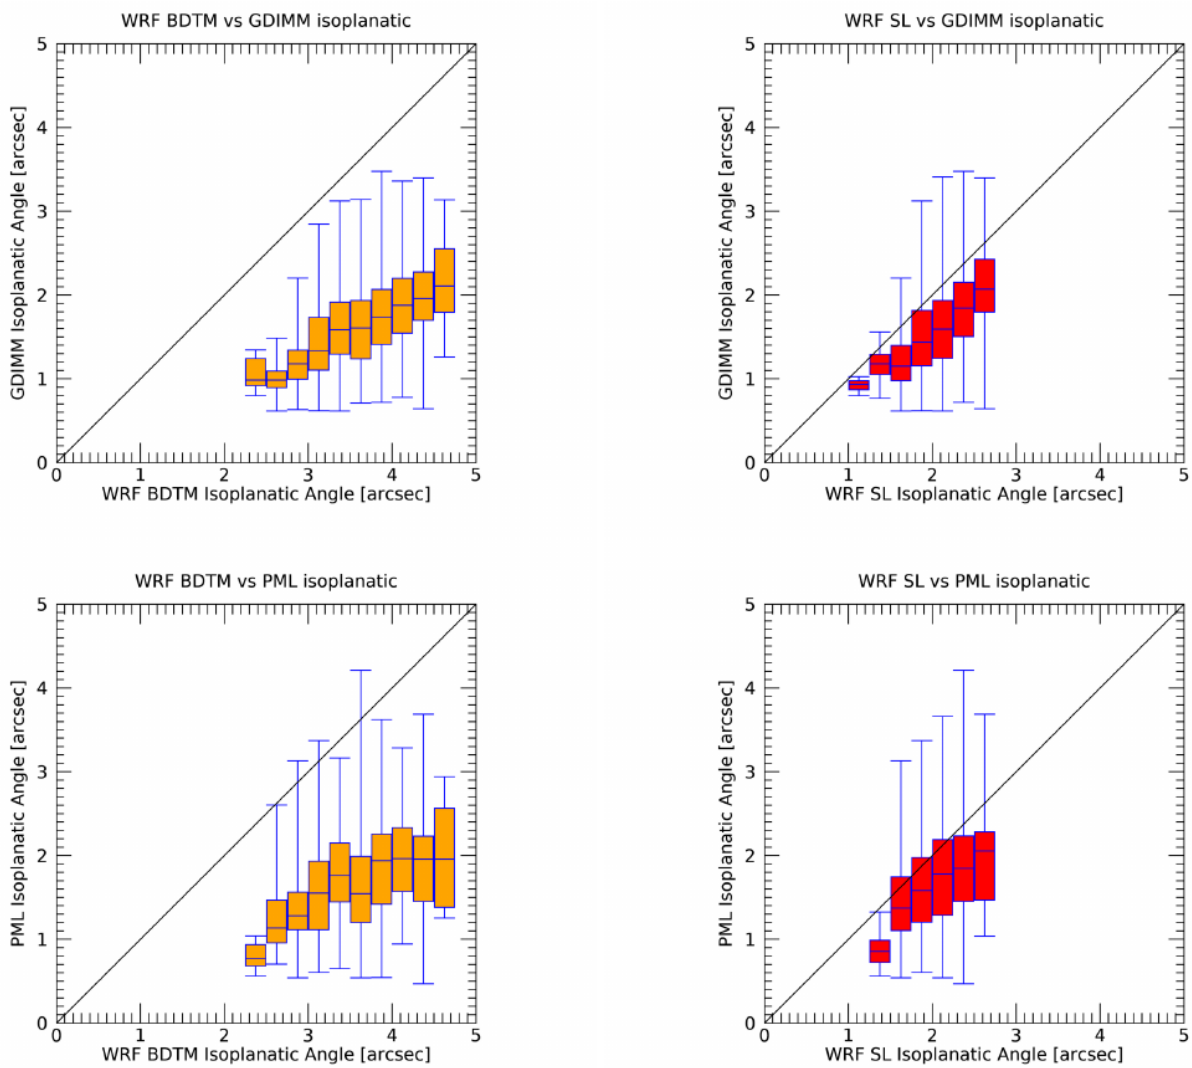 WRF BDTM vs GDIMM isoplanatic
5
4
3
2
1
0
GDIMM Isoplanatic Angle [arcsec]
0 1 2 3 4 5
WRF BDTM Isoplanatic Angle [arcsec]
WRF SL vs GDIMM isoplanatic
5
4
3
2
1
0
GDIMM Isoplanatic Angle [arcsec]
0 1 2 3 4 5
WRF SL Isoplanatic Angle [arcsec]
WRF BDTM vs PML isoplanatic
5
4
3
2
1
0
PML Isoplanatic Angle [arcsec]
0 1 2 3 4 5
WRF BDTM Isoplanatic Angle [arcsec]
WRF SL vs PML isoplanatic
5
4
3
2
1
0
PML Isoplanatic Angle [arcsec]
0 1 2 3 4 5
WRF SL Isoplanatic Angle [arcsec]